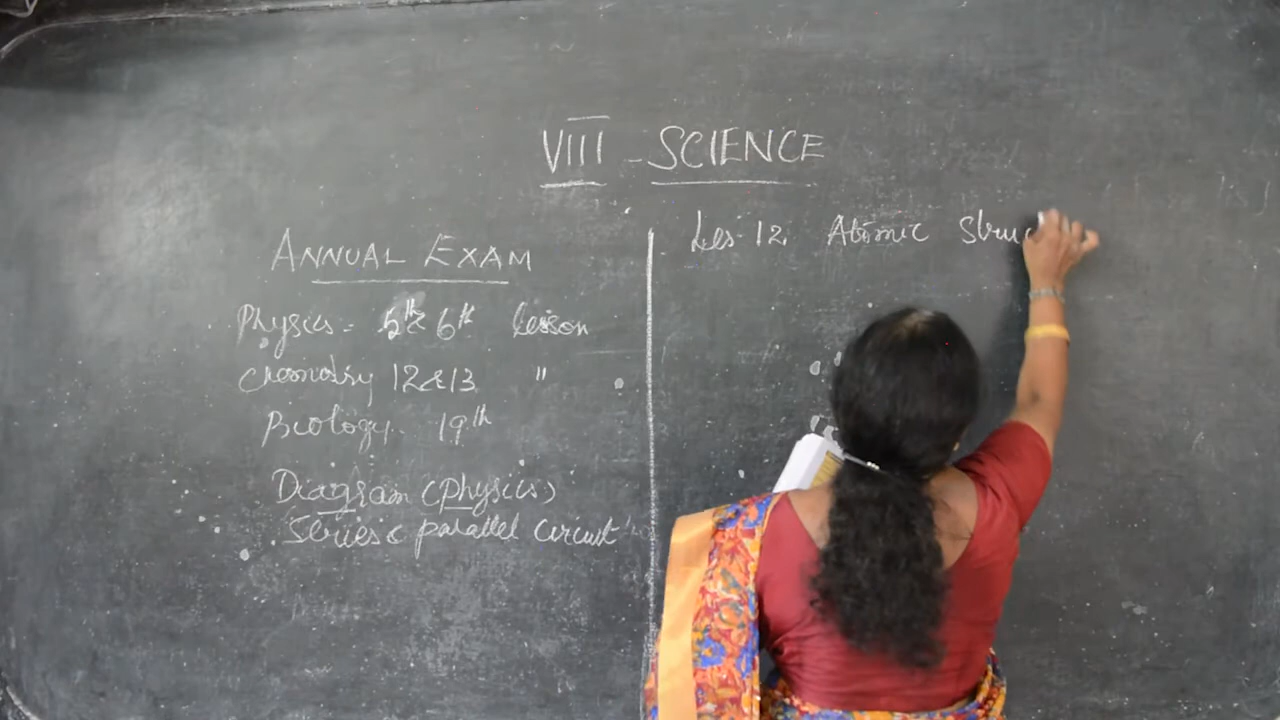 VIII - SCIENCE
ANNUAL EXAM
Physics - 5th & 6th lesson
Chemistry 12 & 13 "
Biology - 19th
Diagram (physics)
Series & parallel circuit
Les - 12 Atomic Struc